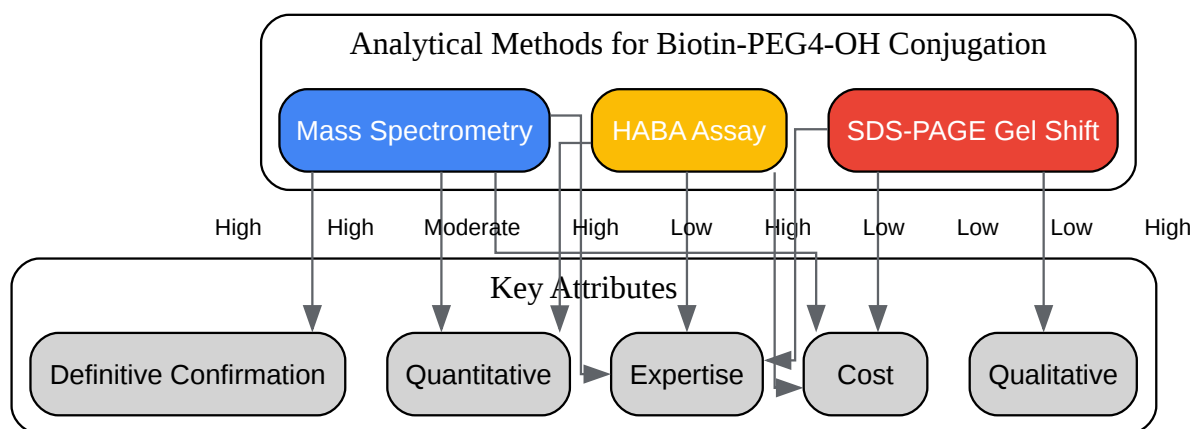 Analytical Methods for Biotin-PEG4-OH Conjugation
Mass Spectrometry HABA Assay SDS-PAGE Gel Shift
High High Moderate High Low High Low Low Low High
Key Attributes
Definitive Confirmation Quantitative Expertise Cost Qualitative